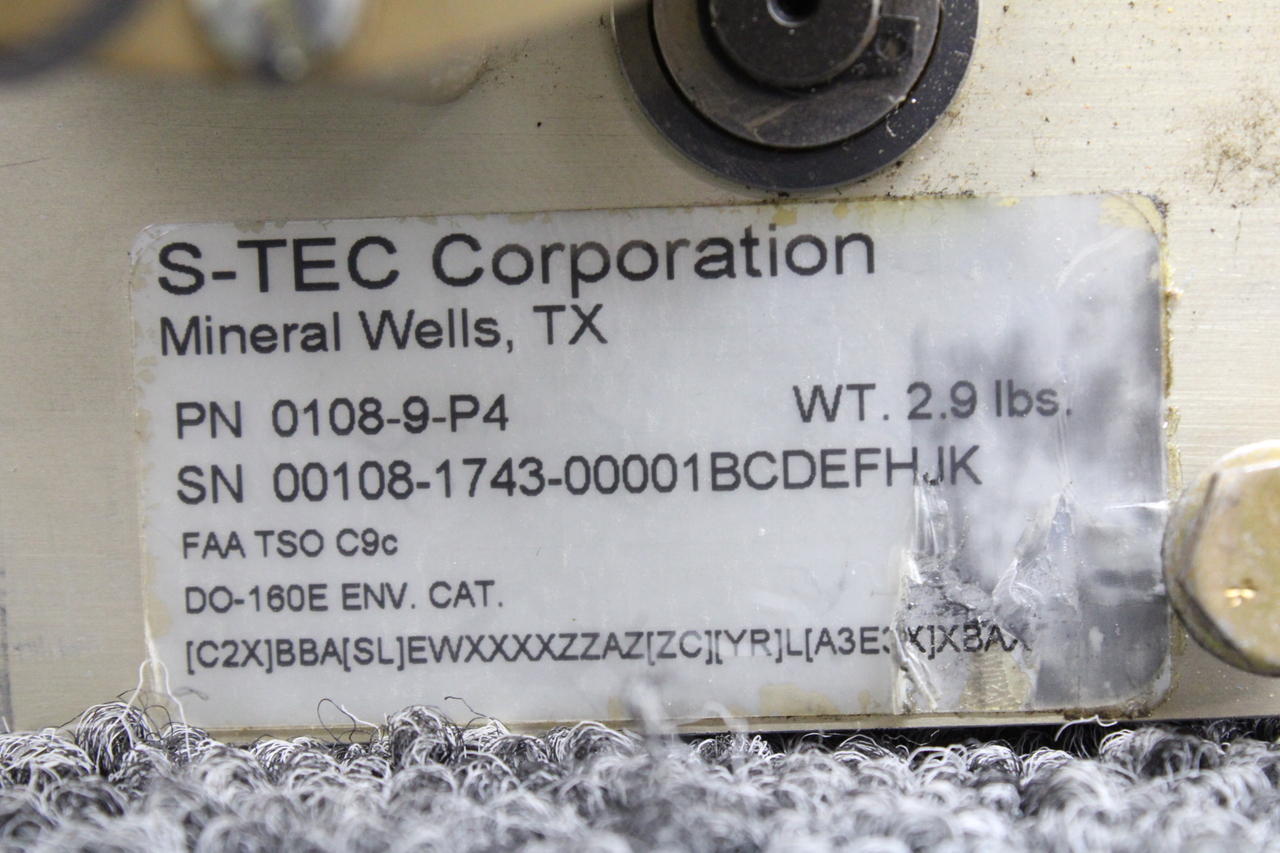 S-TEC Corporation
Mineral Wells, TX
PN 0108-9-P4 WT. 2.9 lbs.
SN 00108-1743-00001BCDEFHJK
FAA TSO C9c
DO-160E ENV. CAT.